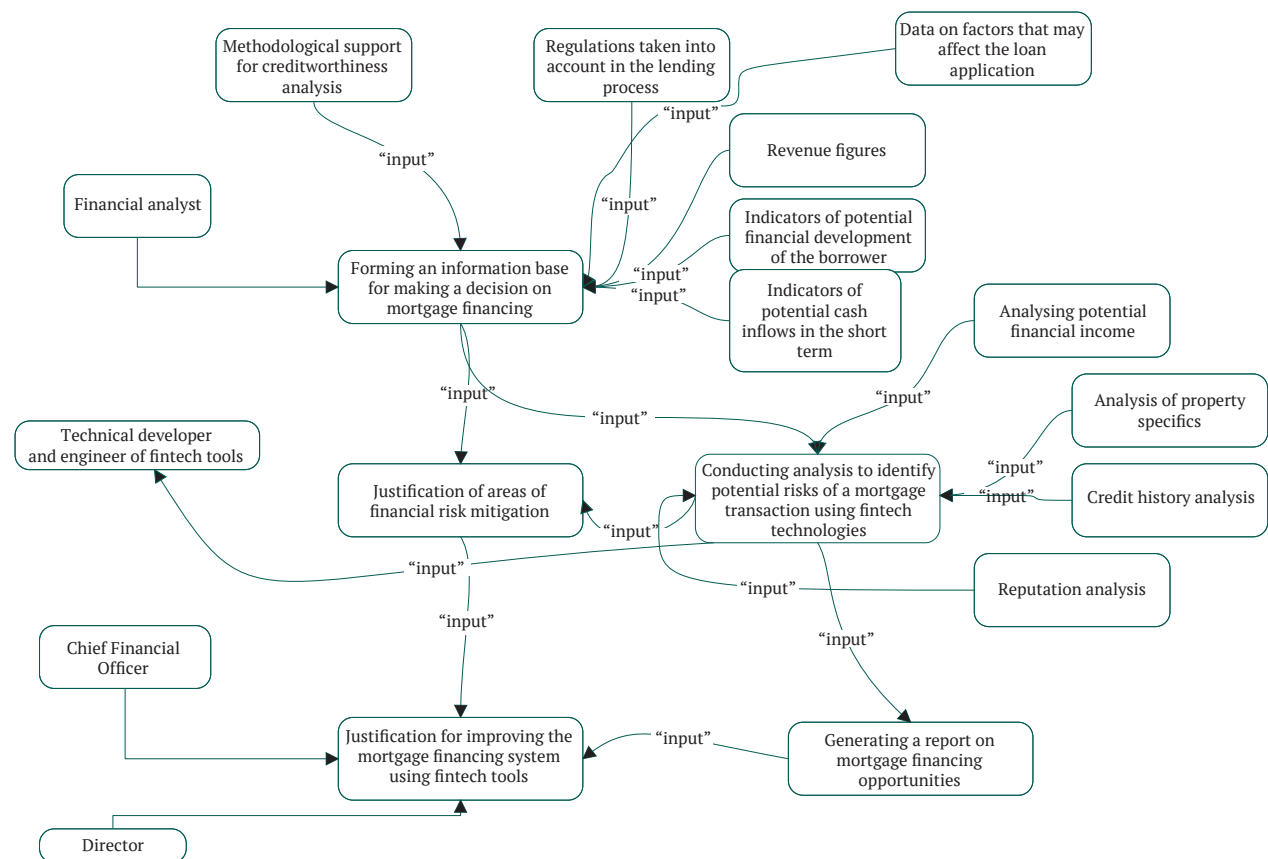 Methodological support
for creditworthiness
analysis
Regulations taken into
account in the lending
process
Data on factors that may
affect the loan
application
“input”
“input”
Revenue figures
Financial analyst
“input”
Indicators of potential
financial development
of the borrower
Forming an information base
for making a decision on
mortgage financing
“input”
“input”
Indicators of
potential cash
inflows in the short
term
Analysing potential
financial income
“input”
“input”
“input”
Analysis of property
specifics
Technical developer
and engineer of fintech tools
Justification of areas of
financial risk mitigation
Conducting analysis to identify
potential risks of a mortgage
transaction using fintech
technologies
“input”
“input”
Credit history analysis
“input”
“input”
“input”
Reputation analysis
“input”
“input”
Chief Financial
Officer
Justification for improving the
mortgage financing system
using fintech tools
“input”
Generating a report on
mortgage financing
opportunities
Director